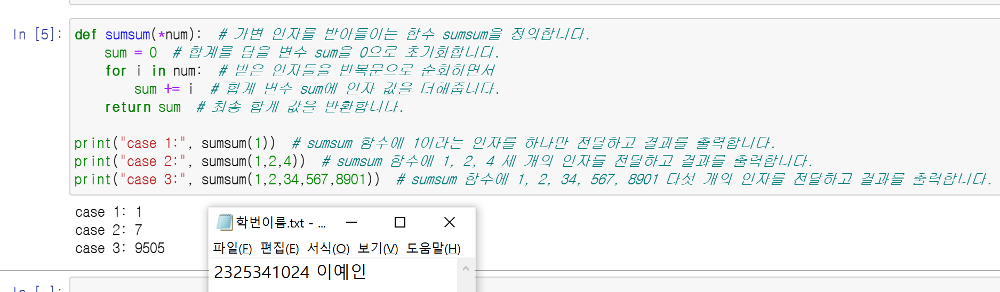 In [5]:
def sumsum(*num):  # 가변 인자를 받아들이는 함수 sumsum을 정의합니다.
    sum = 0  # 합계를 담을 변수 sum을 0으로 초기화합니다.
    for i in num:  # 받은 인자들을 반복문으로 순회하면서
        sum += i  # 합계 변수 sum에 인자 값을 더해줍니다.
    return sum  # 최종 합계 값을 반환합니다.
print("case 1:", sumsum(1))  # sumsum 함수에 1이라는 인자를 하나만 전달하고 결과를 출력합니다.
print("case 2:", sumsum(1,2,4))  # sumsum 함수에 1, 2, 4 세 개의 인자를 전달하고 결과를 출력합니다.
print("case 3:", sumsum(1,2,34,567,8901))  # sumsum 함수에 1, 2, 34, 567, 8901 다섯 개의 인자를 전달하고 결과를 출력합니다.
case 1: 1
case 2: 7
case 3: 9505
학번이름.txt - ...
파일(F) 편집(E) 서식(O) 보기(V) 도움말(H)
2325341024 이예인
In [ ]: